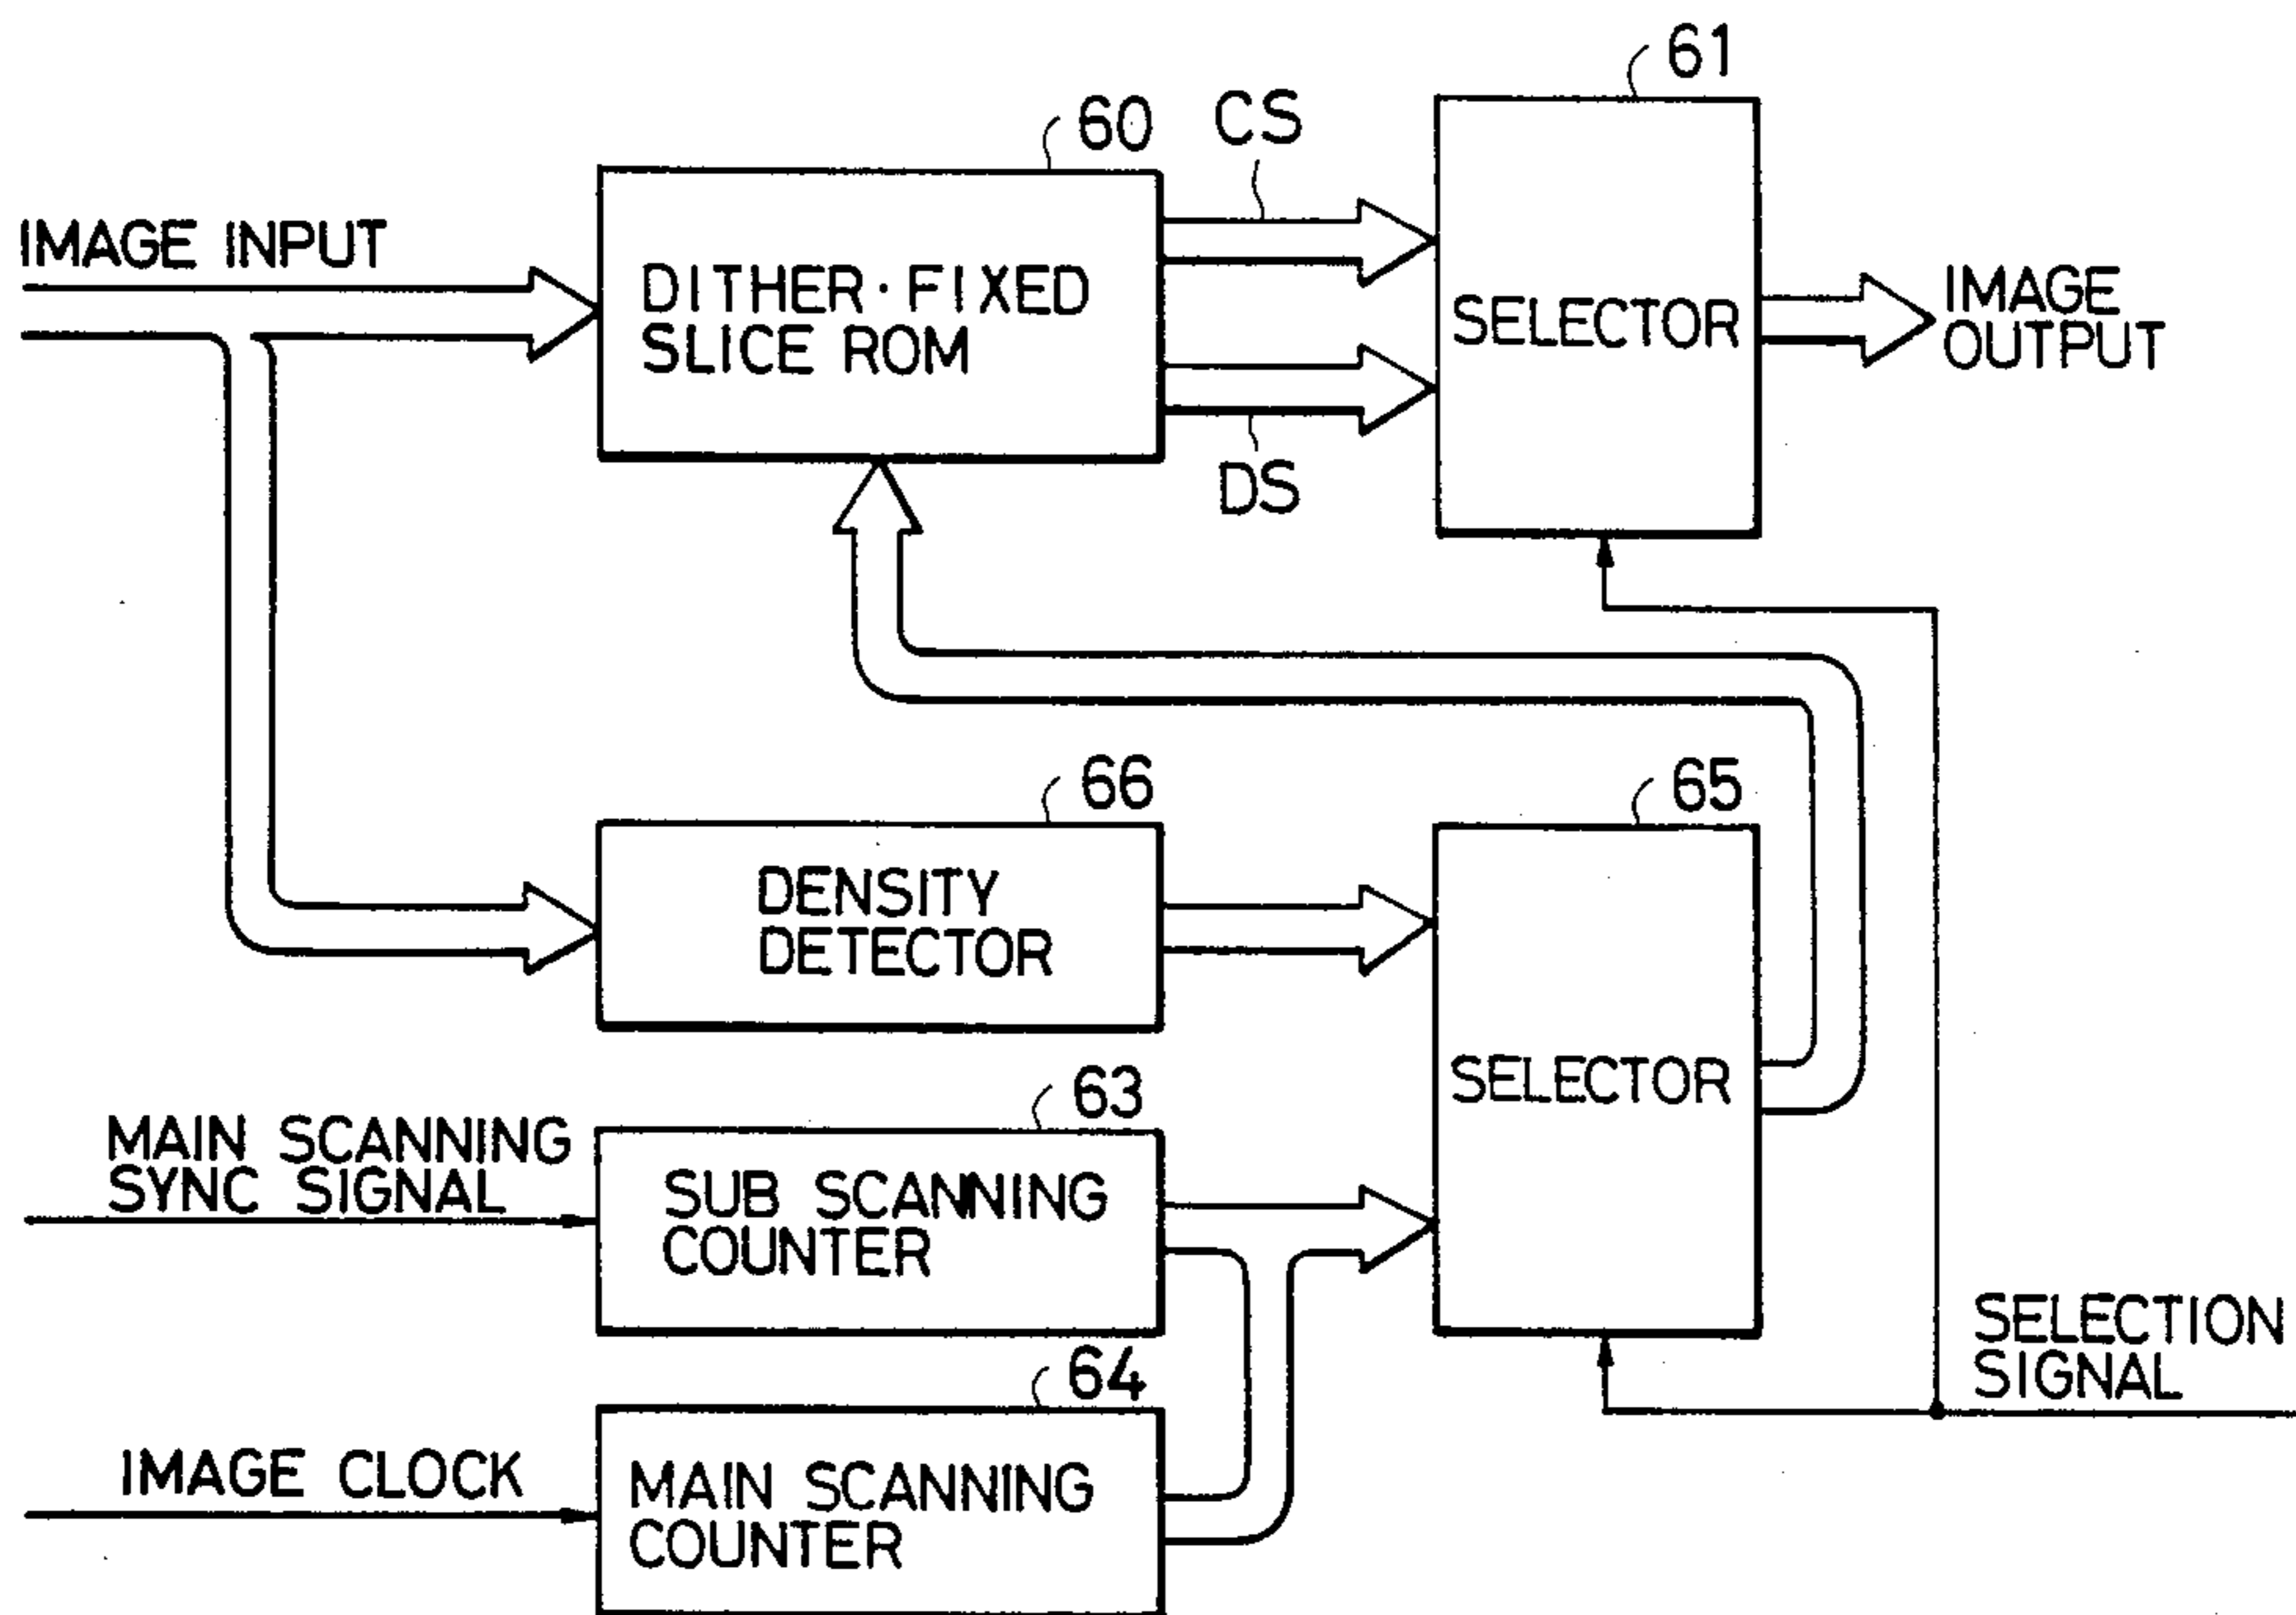 61
60
CS
IMAGE INPUT
DITHER·FIXED
SLICE ROM
SELECTOR
IMAGE
OUTPUT
DS
66
65
DENSITY
DETECTOR
SELECTOR
63
MAIN SCANNING
SYNC SIGNAL
SUB SCANNING
COUNTER
SELECTION
SIGNAL
64
IMAGE CLOCK
MAIN SCANNING
COUNTER